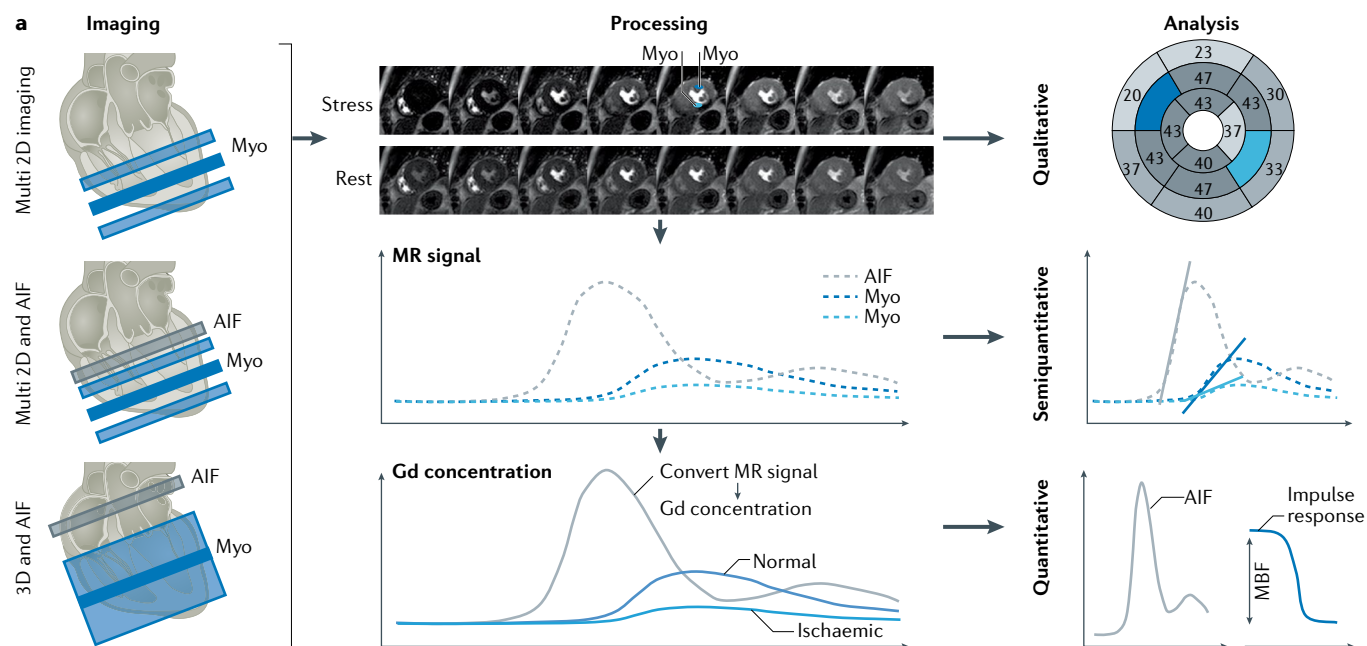 a
Imaging
Processing
Analysis
Multi 2D imaging
Myo
Multi 2D and AIF
AIF
Myo
3D and AIF
AIF
Myo
Myo
Myo
Stress
Rest
MR signal
AIF
Myo
Myo
Gd concentration
Convert MR signal
Gd concentration
Normal
Ischaemic
Qualitative
23
47
20
43
43
30
43
37
37
43
40
33
47
40
Semiquantitative
Quantitative
AIF
Impulse
response
MBF